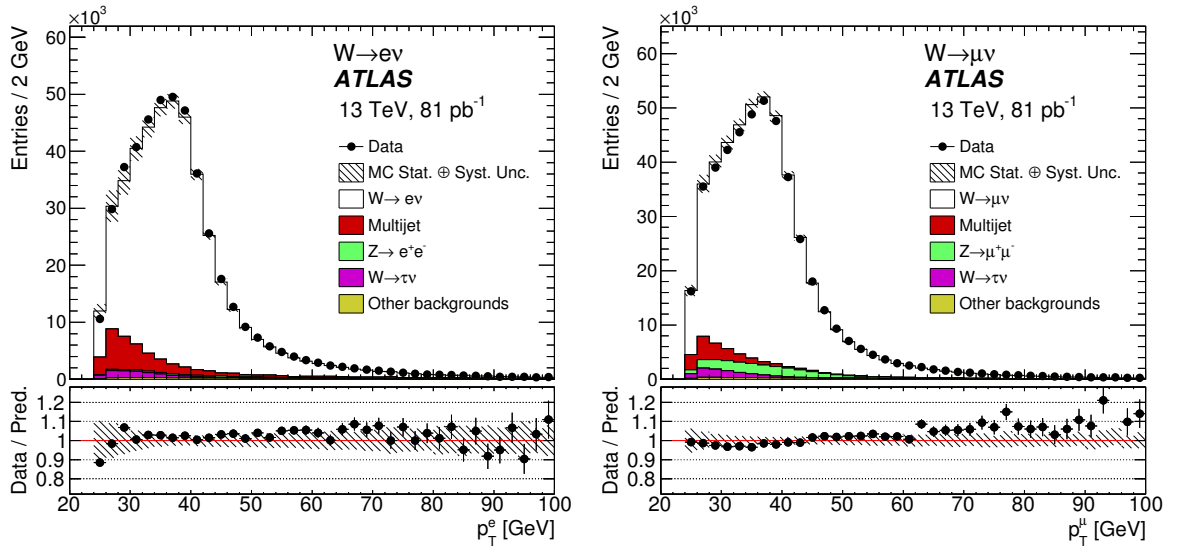 ×10³
Entries / 2 GeV
60
50
40
30
20
10
0
W→eν
ATLAS
13 TeV, 81 pb⁻¹
Data
MC Stat. ⊕ Syst. Unc.
W→ eν
Multijet
Z→ e⁺e⁻
W→τν
Other backgrounds
Data / Pred.
1.2
1.1
1
0.9
0.8
20 30 40 50 60 70 80 90 100
p_T^e [GeV]
×10³
Entries / 2 GeV
60
50
40
30
20
10
0
W→μν
ATLAS
13 TeV, 81 pb⁻¹
Data
MC Stat. ⊕ Syst. Unc.
W→μν
Multijet
Z→μ⁺μ⁻
W→τν
Other backgrounds
Data / Pred.
1.2
1.1
1
0.9
0.8
20 30 40 50 60 70 80 90 100
p_T^μ [GeV]